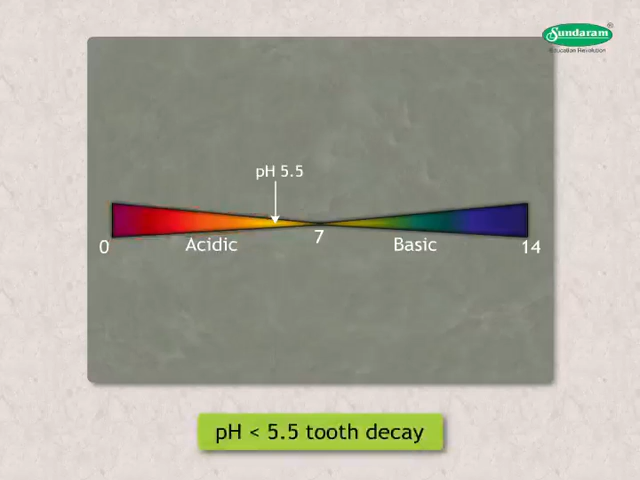 Sundaram®
Education Revolution
pH 5.5
0
Acidic
7
Basic
14
pH < 5.5 tooth decay